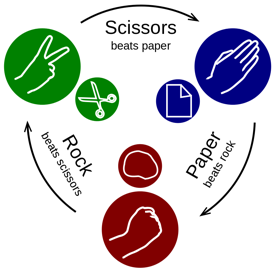 Scissors
beats paper
Paper
beats rock
Rock
beats scissors